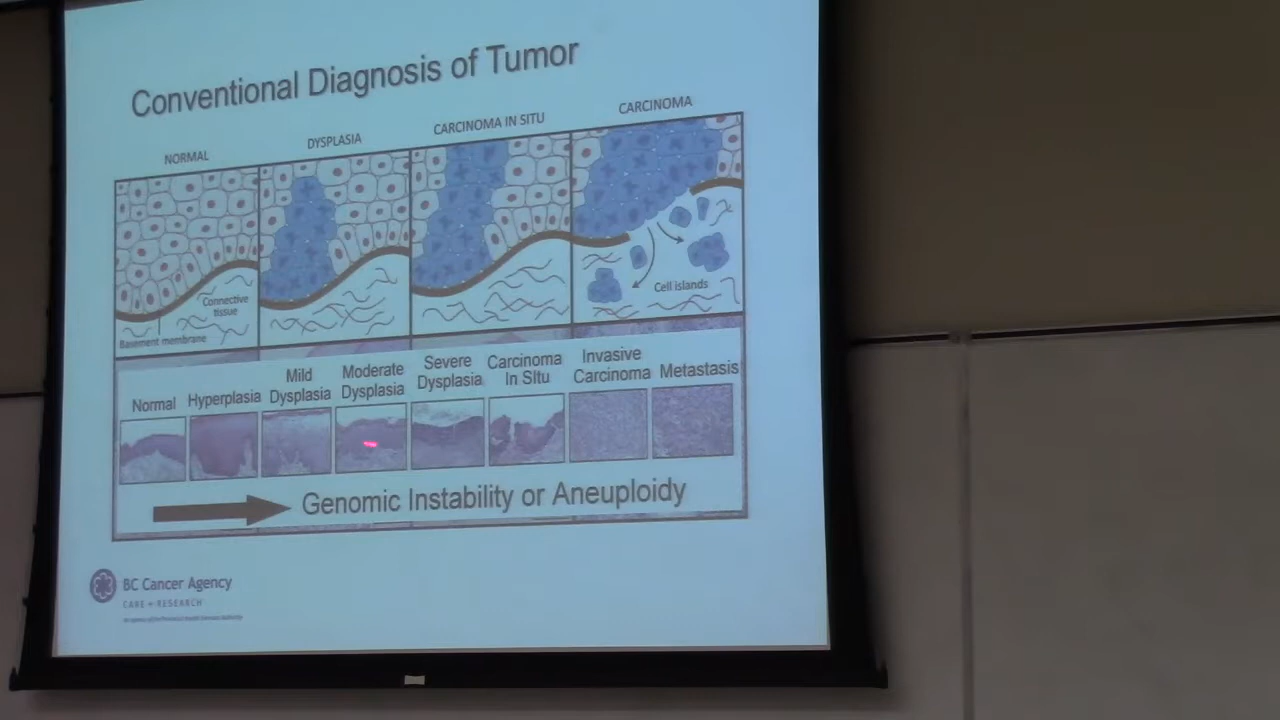 Conventional Diagnosis of Tumor
NORMAL
DYSPLASIA
CARCINOMA IN SITU
CARCINOMA
Connective
tissue
Basement membrane
Cell islands
Normal
Hyperplasia
Mild
Dysplasia
Moderate
Dysplasia
Severe
Dysplasia
Carcinoma
In SItu
Invasive
Carcinoma
Metastasis
Genomic Instability or Aneuploidy
BC Cancer Agency
CARE + RESEARCH